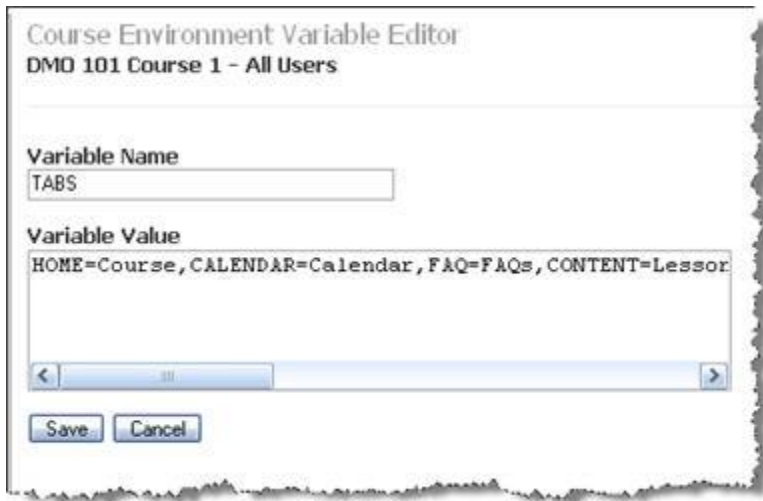 Course Environment Variable Editor
DMO 101 Course 1 - All Users
Variable Name
TABS
Variable Value
HOME=Course,CALENDAR=Calendar,FAQ=FAQs,CONTENT=Lesson
Save Cancel